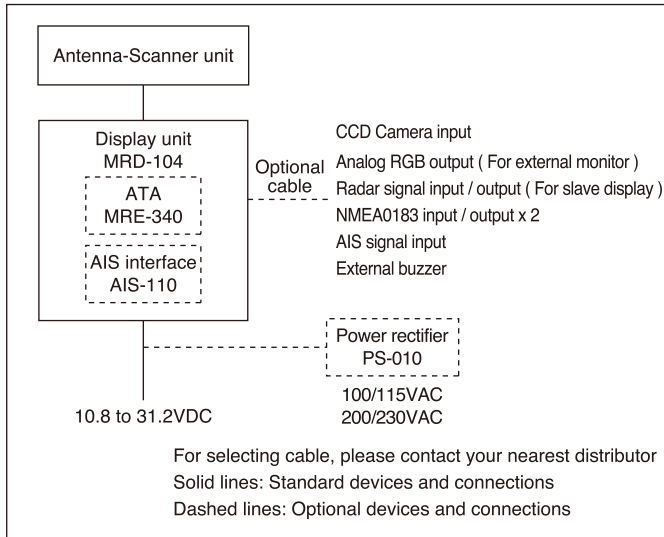 Antenna-Scanner unit
Display unit
MRD-104
ATA
MRE-340
AIS interface
AIS-110
Optional
cable
CCD Camera input
Analog RGB output ( For external monitor )
Radar signal input / output ( For slave display )
NMEA0183 input / output x 2
AIS signal input
External buzzer
Power rectifier
PS-010
100/115VAC
200/230VAC
10.8 to 31.2VDC
For selecting cable, please contact your nearest distributor
Solid lines: Standard devices and connections
Dashed lines: Optional devices and connections